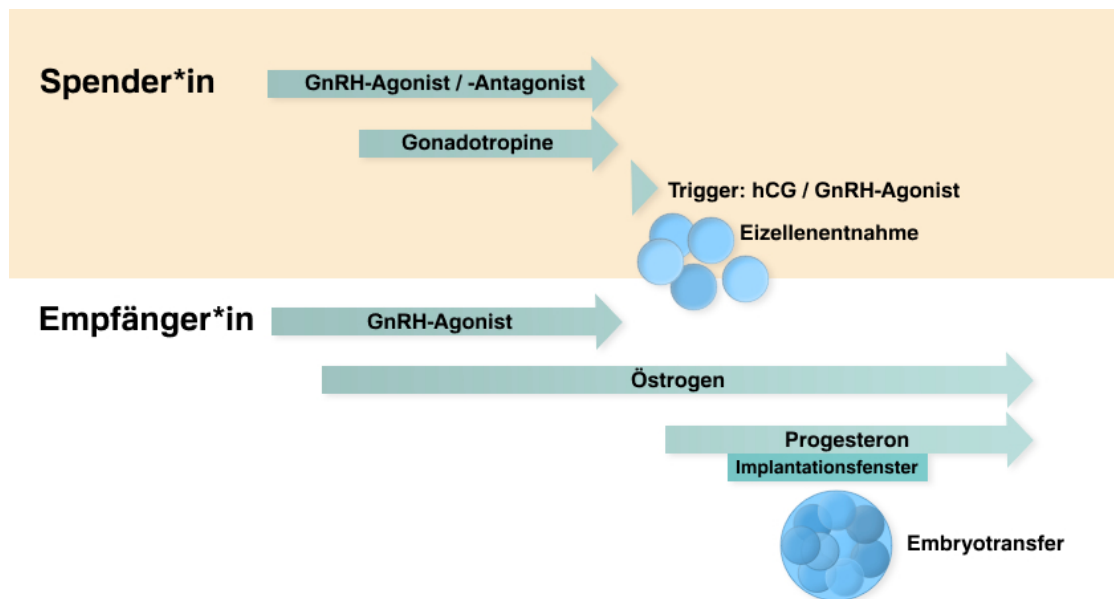 Spender*in
GnRH-Agonist / -Antagonist
Gonadotropine
Trigger: hCG / GnRH-Agonist
Eizellenentnahme
Empfänger*in
GnRH-Agonist
Östrogen
Progesteron
Implantationsfenster
Embryotransfer